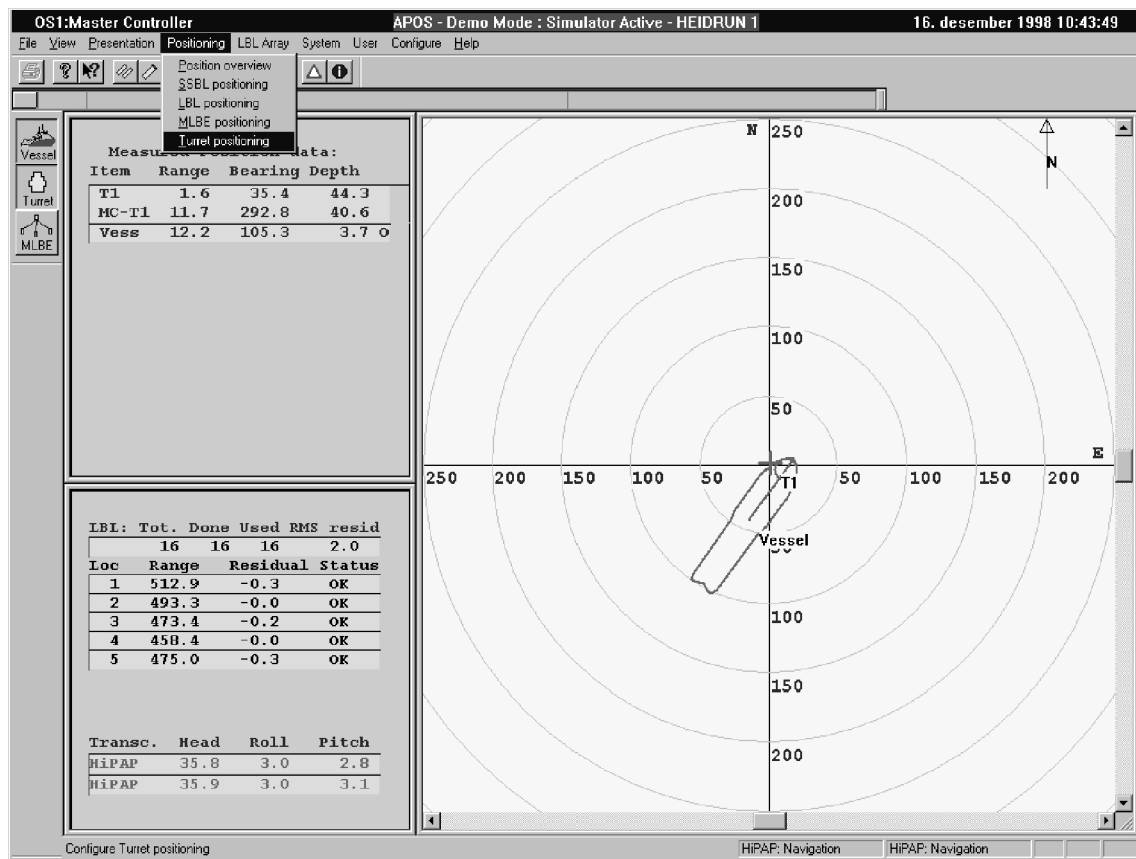 OS1:Master Controller APOS - Demo Mode : Simulator Active - HEIDRUN 1 16. desember 1998 10:43:49
File View Presentation Positioning LBL Array System User Configure Help
Position overview
SSBL positioning
LBL positioning
MLBE positioning
Turret positioning
Vessel
Turret
MLBE
Item Range Bearing Depth
T1 1.6 35.4 44.3
MC-T1 11.7 292.8 40.6
Vess 12.2 105.3 3.7 O
LBL: Tot. Done Used RMS resid
16 16 16 2.0
Loc Range Residual Status
1 512.9 -0.3 OK
2 493.3 -0.0 OK
3 473.4 -0.2 OK
4 458.4 -0.0 OK
5 475.0 -0.3 OK
Transc. Head Roll Pitch
HiPAP 35.8 3.0 2.8
HiPAP 35.9 3.0 3.1
N 250
N
200
150
100
50
E
250 200 150 100 50 50 100 150 200
T1
Vessel
100
150
200
Configure Turret positioning HiPAP: Navigation HiPAP: Navigation